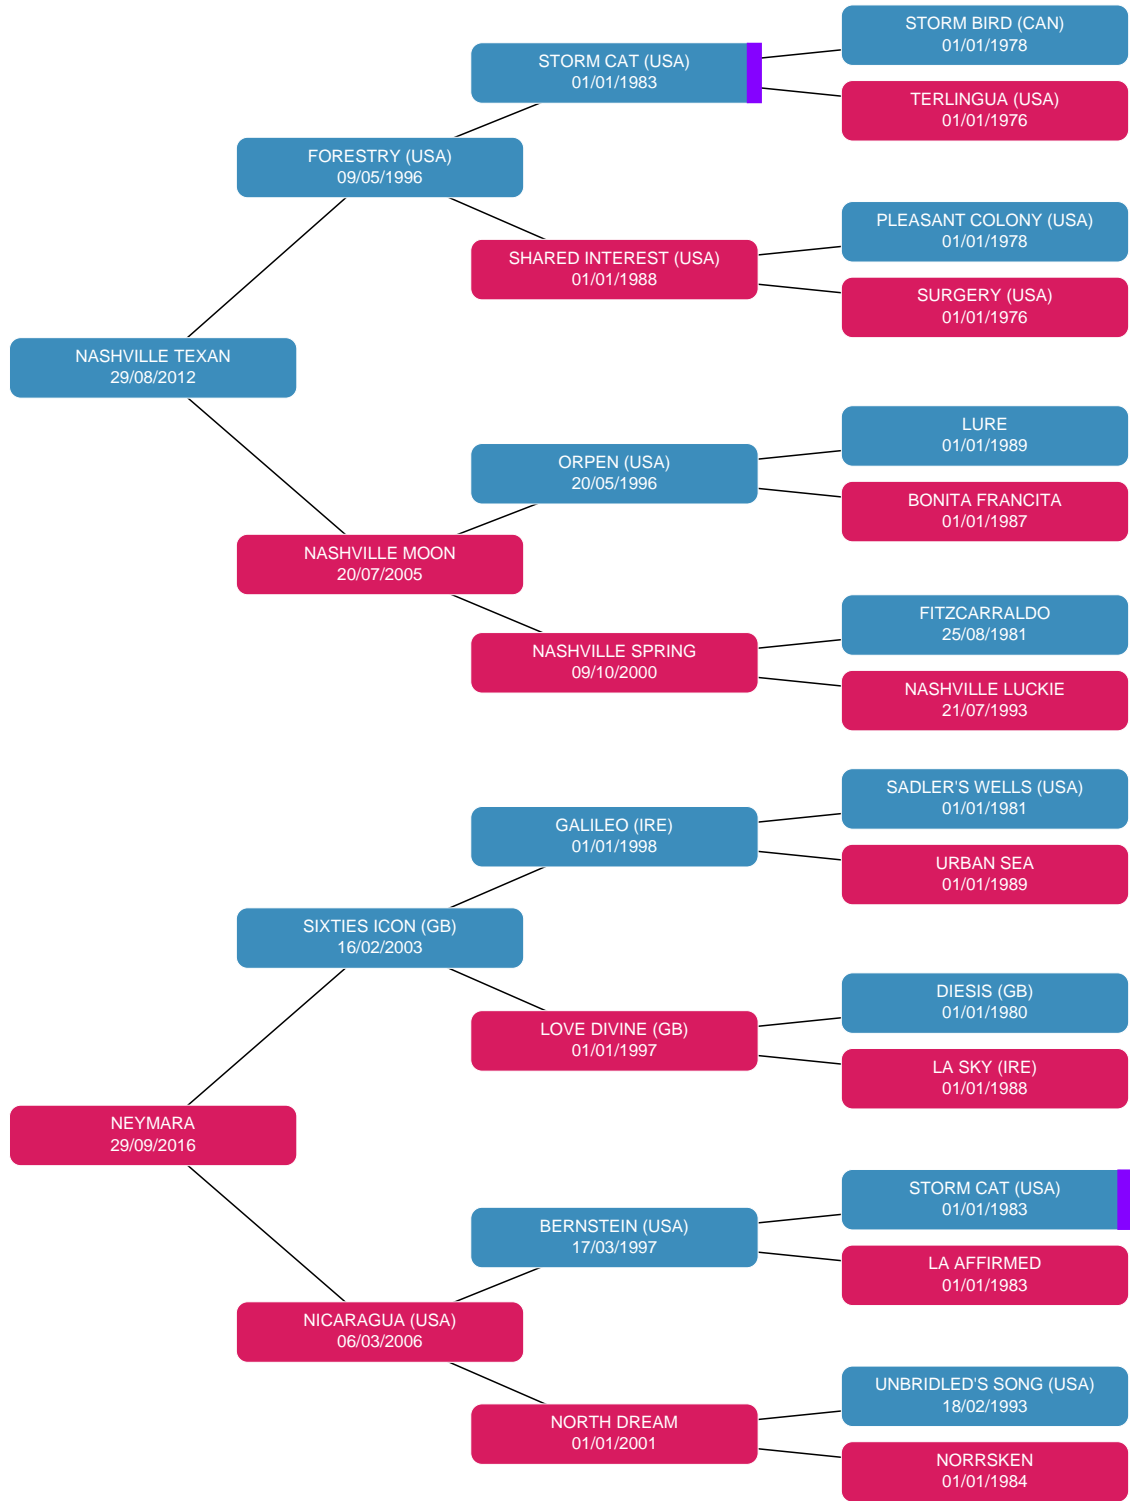 STORM BIRD (CAN)
01/01/1978
STORM CAT (USA)
01/01/1983
TERLINGUA (USA)
01/01/1976
FORESTRY (USA)
09/05/1996
PLEASANT COLONY (USA)
01/01/1978
SHARED INTEREST (USA)
01/01/1988
SURGERY (USA)
01/01/1976
NASHVILLE TEXAN
29/08/2012
LURE
01/01/1989
ORPEN (USA)
20/05/1996
BONITA FRANCITA
01/01/1987
NASHVILLE MOON
20/07/2005
FITZCARRALDO
25/08/1981
NASHVILLE SPRING
09/10/2000
NASHVILLE LUCKIE
21/07/1993
SADLER'S WELLS (USA)
01/01/1981
GALILEO (IRE)
01/01/1998
URBAN SEA
01/01/1989
SIXTIES ICON (GB)
16/02/2003
DIESIS (GB)
01/01/1980
LOVE DIVINE (GB)
01/01/1997
LA SKY (IRE)
01/01/1988
NEYMARA
29/09/2016
STORM CAT (USA)
01/01/1983
BERNSTEIN (USA)
17/03/1997
LA AFFIRMED
01/01/1983
NICARAGUA (USA)
06/03/2006
UNBRIDLED'S SONG (USA)
18/02/1993
NORTH DREAM
01/01/2001
NORRSKEN
01/01/1984